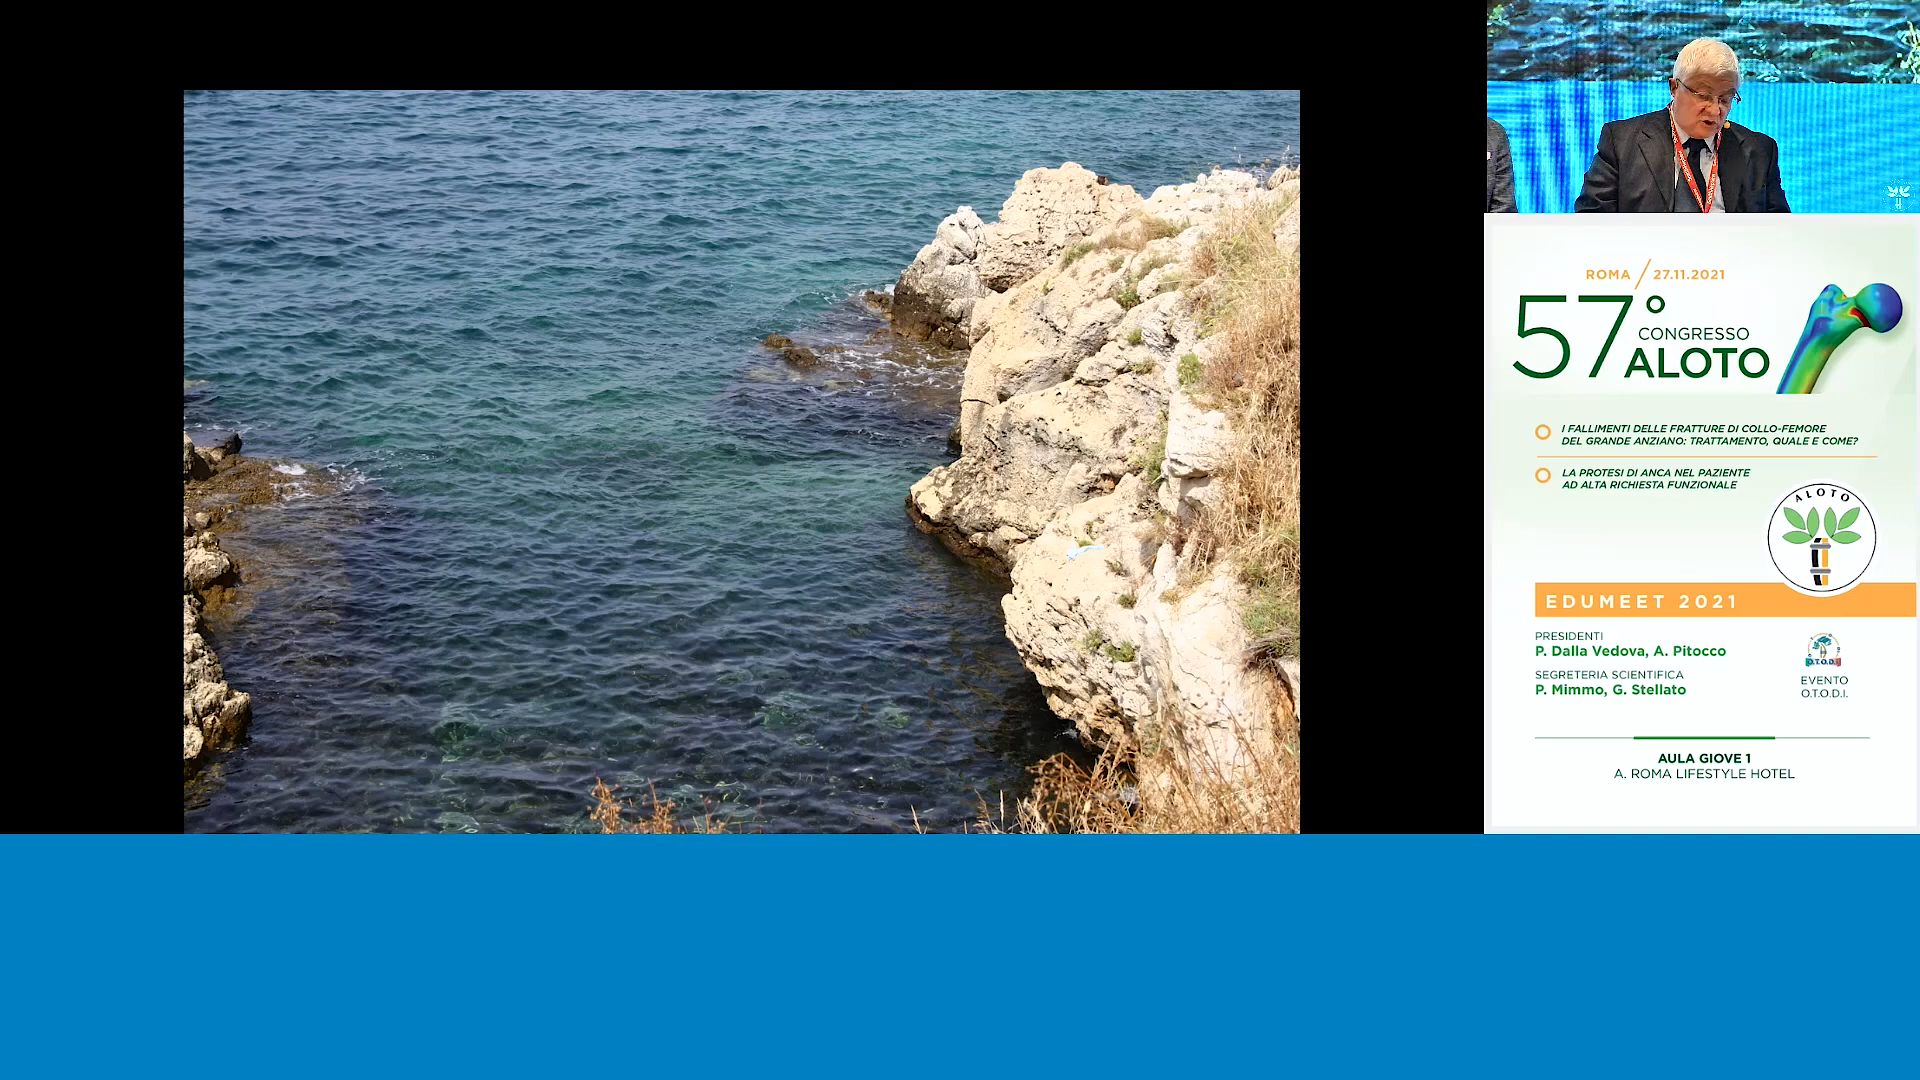 ROMA / 27.11.2021
57°
CONGRESSO
ALOTO
I FALLIMENTI DELLE FRATTURE DI COLLO-FEMORE
DEL GRANDE ANZIANO: TRATTAMENTO, QUALE E COME?
LA PROTESI DI ANCA NEL PAZIENTE
AD ALTA RICHIESTA FUNZIONALE
ALOTO
EDUMEET 2021
PRESIDENTI
P. Dalla Vedova, A. Pitocco
SEGRETERIA SCIENTIFICA
P. Mimmo, G. Stellato
O.T.O.D.I.
EVENTO
O.T.O.D.I.
AULA GIOVE 1
A. ROMA LIFESTYLE HOTEL